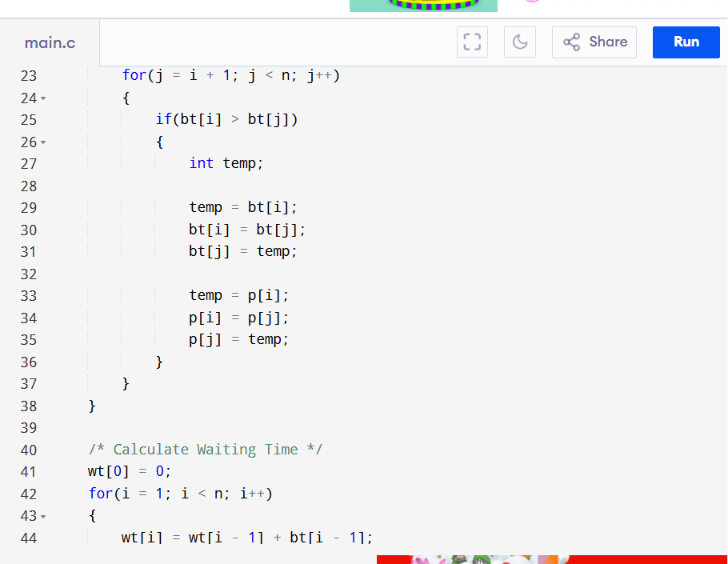 main.c
Share
Run
23 for(j = i + 1; j < n; j++)
24 {
25 if(bt[i] > bt[j])
26 {
27 int temp;
28
29 temp = bt[i];
30 bt[i] = bt[j];
31 bt[j] = temp;
32
33 temp = p[i];
34 p[i] = p[j];
35 p[j] = temp;
36 }
37 }
38 }
39
40 /* Calculate Waiting Time */
41 wt[0] = 0;
42 for(i = 1; i < n; i++)
43 {
44 wt[i] = wt[i - 1] + bt[i - 1];